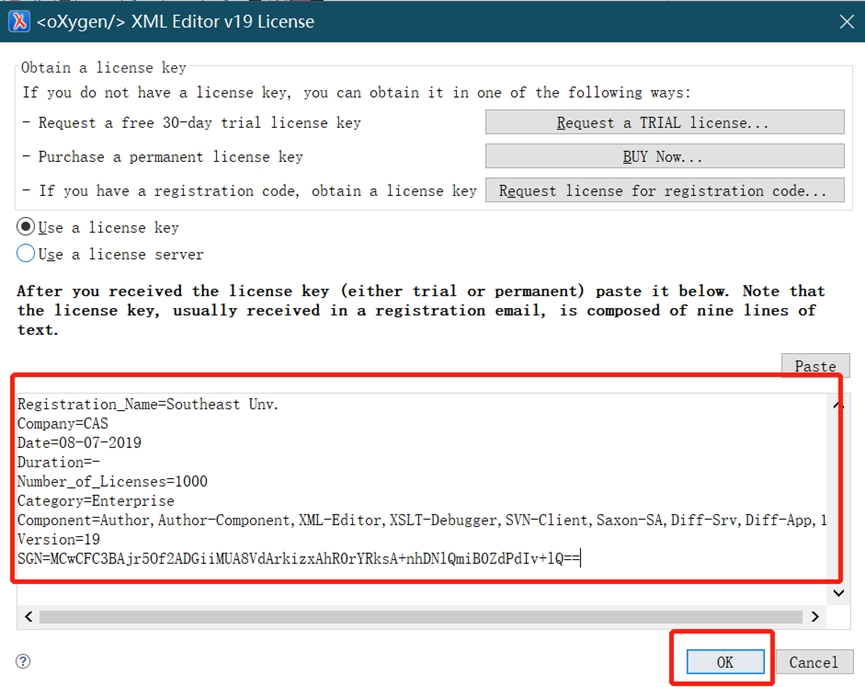 <oXygen/> XML Editor v19 License
Obtain a license key
If you do not have a license key, you can obtain it in one of the following ways:
- Request a free 30-day trial license key
Request a TRIAL license...
- Purchase a permanent license key
BUY Now...
- If you have a registration code, obtain a license key
Request license for registration code...
Use a license key
Use a license server
After you received the license key (either trial or permanent) paste it below. Note that
the license key, usually received in a registration email, is composed of nine lines of
text.
Paste
Registration_Name=Southeast Unv.
Company=CAS
Date=08-07-2019
Duration=-
Number_of_Licenses=1000
Category=Enterprise
Component=Author,Author-Component,XML-Editor,XSLT-Debugger,SVN-Client,Saxon-SA,Diff-Srv,Diff-App,
Version=19
SGN=
?
OK
Cancel